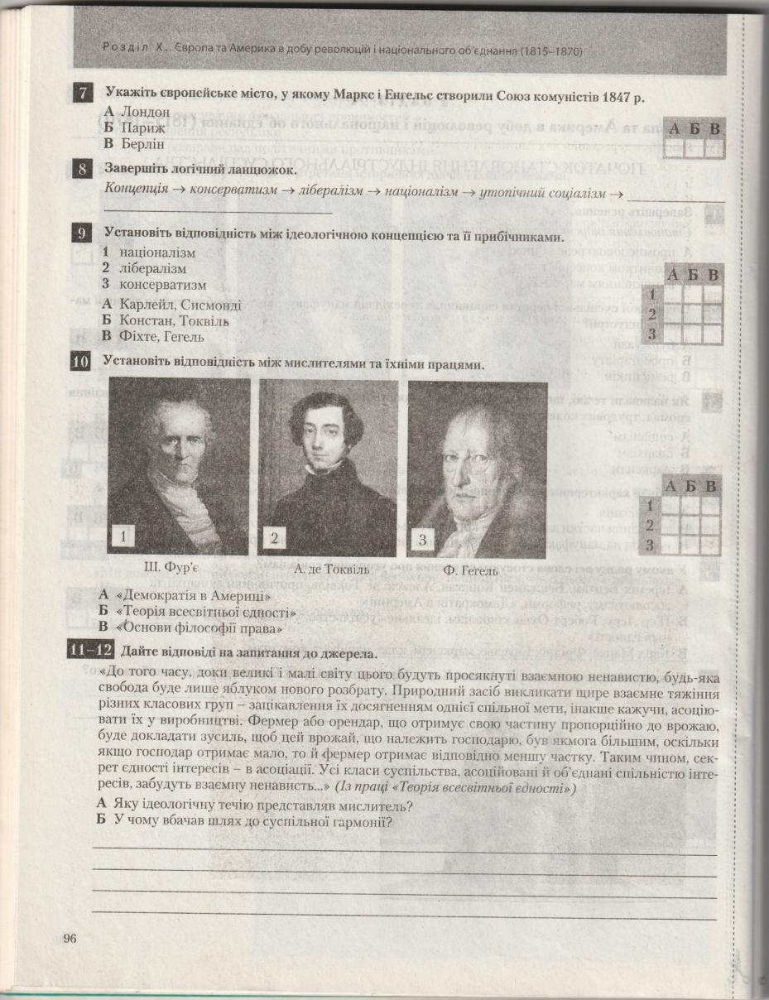 Розділ X. Європа та Америка в добу революцій і національного об'єднання (1815–1870)
7 Укажіть європейське місто, у якому Маркс і Енгельс створили Союз комуністів 1847 р.
А Лондон
Б Париж
В Берлін
А Б В
8 Завершіть логічний ланцюжок.
Концепція → консерватизм → лібералізм → націоналізм → утопічний соціалізм →
9 Установіть відповідність між ідеологічною концепцією та її прибічниками.
1 націоналізм
2 лібералізм
3 консерватизм
А Карлейл, Сисмонді
Б Констан, Токвіль
В Фіхте, Гегель
А Б В
1
2
3
10 Установіть відповідність між мислителями та їхніми працями.
1
2
3
Ш. Фур'є
А. де Токвіль
Ф. Гегель
А Б В
1
2
3
А «Демократія в Америці»
Б «Теорія всесвітньої єдності»
В «Основи філософії права»
11–12 Дайте відповіді на запитання до джерела.
«До того часу, доки великі і малі світу цього будуть просякнуті взаємною ненавистю, будь-яка
свобода буде лише яблуком нового розбрату. Природний засіб викликати щире взаємне тяжіння
різних класових груп – зацікавлення їх досягненням однієї спільної мети, інакше кажучи, асоцію-
вати їх у виробництві. Фермер або орендар, що отримує свою частину пропорційно до врожаю,
буде докладати зусиль, щоб цей врожай, що належить господарю, був якмога більшим, оскільки
якщо господар отримає мало, то й фермер отримає відповідно меншу частку. Таким чином, сек-
рет єдності інтересів – в асоціації. Усі класи суспільства, асоційовані й об'єднані спільністю інте-
ресів, забудуть взаємну ненависть...» (Із праці «Теорія всесвітньої єдності»)
А Яку ідеологічну течію представляв мислитель?
Б У чому вбачав шлях до суспільної гармонії?
96